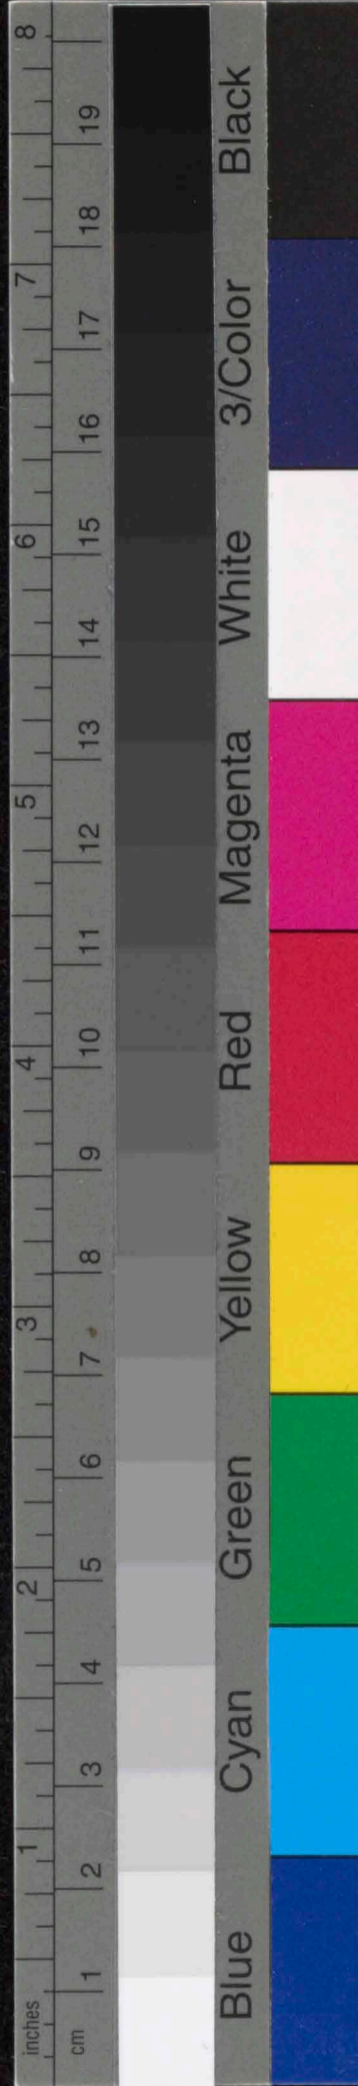 inches 1 2 3 4 5 6 7 8
cm 1 2 3 4 5 6 7 8 9 10 11 12 13 14 15 16 17 18 19
Blue Cyan Green Yellow Red Magenta White 3/Color Black